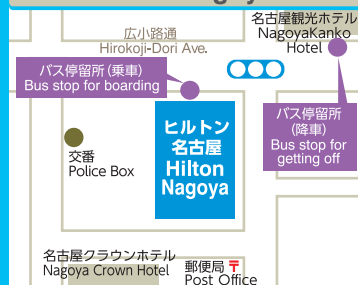 広小路通
Hirokoji-Dori Ave.
名古屋観光ホテル
NagoyaKanko
Hotel
バス停留所（乗車）
Bus stop for boarding
バス停留所
（降車）
Bus stop for
getting off
ヒルトン
名古屋
Hilton
Nagoya
交番
Police Box
名古屋クラウンホテル
Nagoya Crown Hotel
郵便局 〒
Post Office